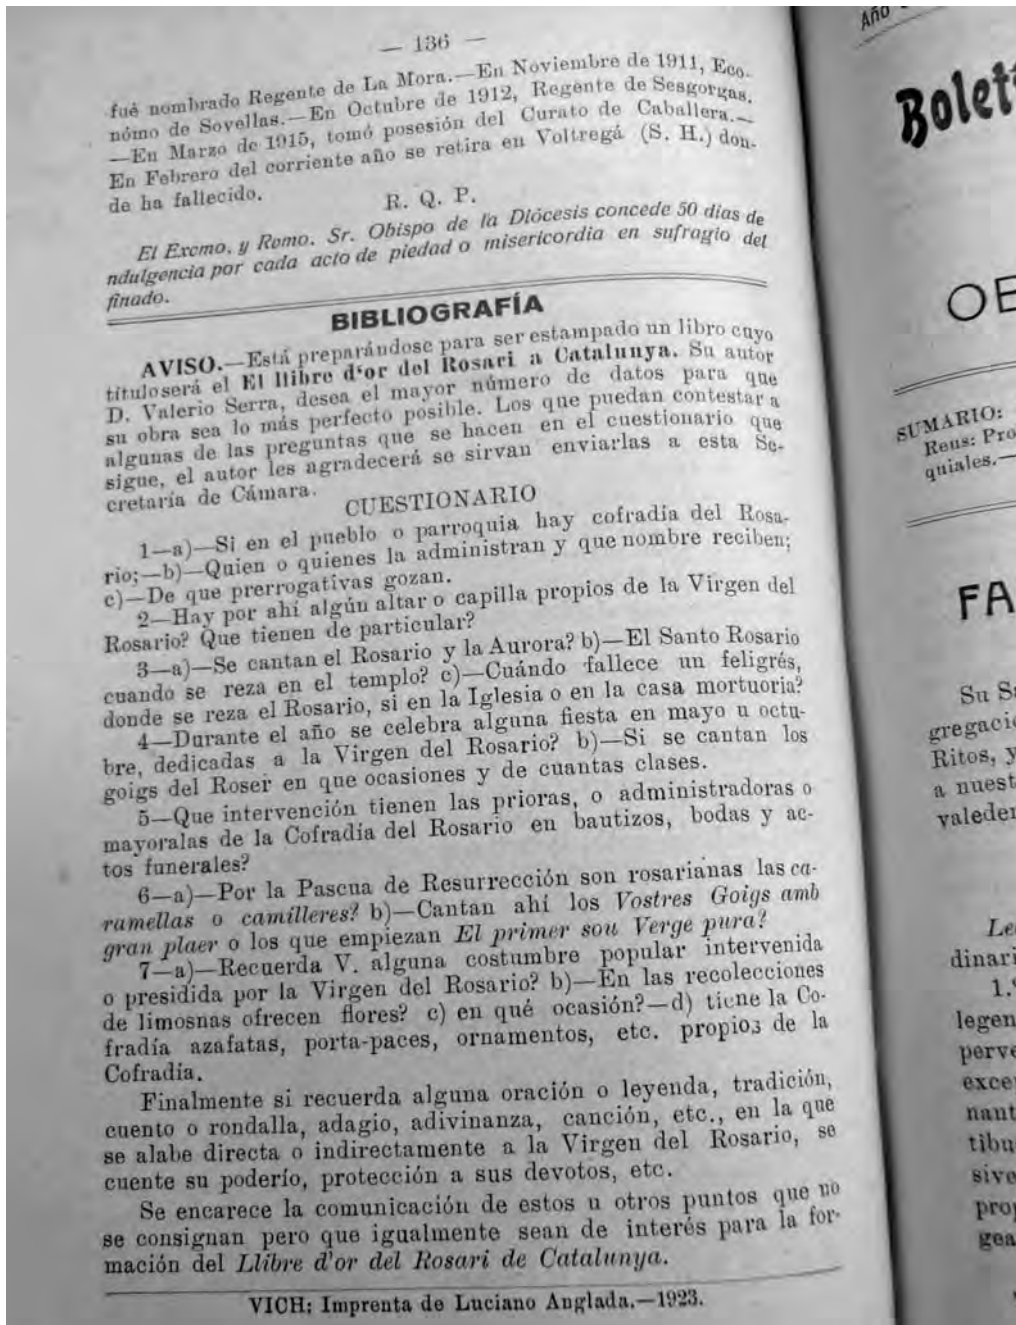 — 136 —
fué nombrado Regente de La Mora.—En Noviembre de 1911, Eco-
nómo de Sovellas.—En Octubre de 1912, Regente de Sesgorgas.
—En Marzo de 1915, tomó posesión del Curato de Caballera.—
En Febrero del corriente año se retira en Voltregá (S. H.) don-
de ha fallecido.
R. Q. P.
El Excmo. y Romo. Sr. Obispo de la Diócesis concede 50 dias de
ndulgencia por cada acto de piedad o misericordia en sufragio del
finado.
BIBLIOGRAFÍA
AVISO.—Está preparándose para ser estampado un libro cuyo
título será el El llibre d'or del Rosari a Catalunya. Su autor
D. Valerio Serra, desea el mayor número de datos para que
su obra sea lo más perfecto posible. Los que puedan contestar a
algunas de las preguntas que se hacen en el cuestionario que
sigue, el autor les agradecerá se sirvan enviarlas a esta Se-
cretaría de Cámara.
CUESTIONARIO
1—a)—Si en el pueblo o parroquia hay cofradía del Rosa-
rio;—b)—Quien o quienes la administran y que nombre reciben;
c)—De que prerrogativas gozan.
2—Hay por ahí algún altar o capilla propios de la Virgen del
Rosario? Que tienen de particular?
3—a)—Se cantan el Rosario y la Aurora? b)—El Santo Rosario
cuando se reza en el templo? c)—Cuándo fallece un feligrés,
donde se reza el Rosario, si en la Iglesia o en la casa mortuoria?
4—Durante el año se celebra alguna fiesta en mayo u octu-
bre, dedicadas a la Virgen del Rosario? b)—Si se cantan los
goigs del Roser en que ocasiones y de cuantas clases.
5—Que intervención tienen las prioras, o administradoras o
mayoralas de la Cofradía del Rosario en bautizos, bodas y ac-
tos funerales?
6—a)—Por la Pascua de Resurrección son rosarianas las ca-
ramellas o camilleres? b)—Cantan ahí los Vostres Goigs amb
gran plaer o los que empiezan El primer sou Verge pura?
7—a)—Recuerda V. alguna costumbre popular intervenida
o presidida por la Virgen del Rosario? b)—En las recolecciones
de limosnas ofrecen flores? c) en qué ocasión?—d) tiene la Co-
fradía azafatas, porta-paces, ornamentos, etc. propios de la
Cofradía.
Finalmente si recuerda alguna oración o leyenda, tradición,
cuento o rondalla, adagio, adivinanza, canción, etc., en la que
se alabe directa o indirectamente a la Virgen del Rosario, se
cuente su poderío, protección a sus devotos, etc.
Se encarece la comunicación de estos u otros puntos que no
se consignan pero que igualmente sean de interés para la for-
mación del Llibre d'or del Rosari de Catalunya.
VICH: Imprenta de Luciano Anglada.—1923.
Año
Bolet
OB
SUMARIO:
Reus: Pro
quiales.—
FA
Su Sa
gregació
Ritos, y
a nuest
valeder
Le
dinari
1.º
legen
perve
excer
nant
tibu
sive
prop
gea